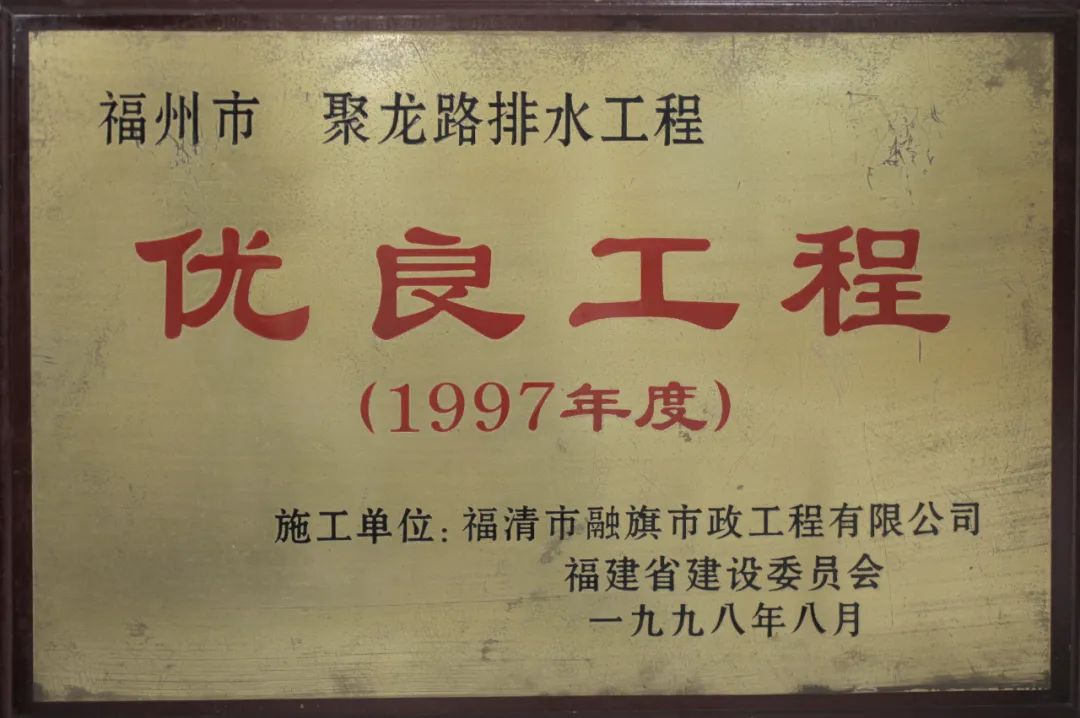 福州市 聚龙路排水工程
优良工程
(1997年度)
施工单位:福清市融旗市政工程有限公司
福建省建设委员会
一九九八年八月